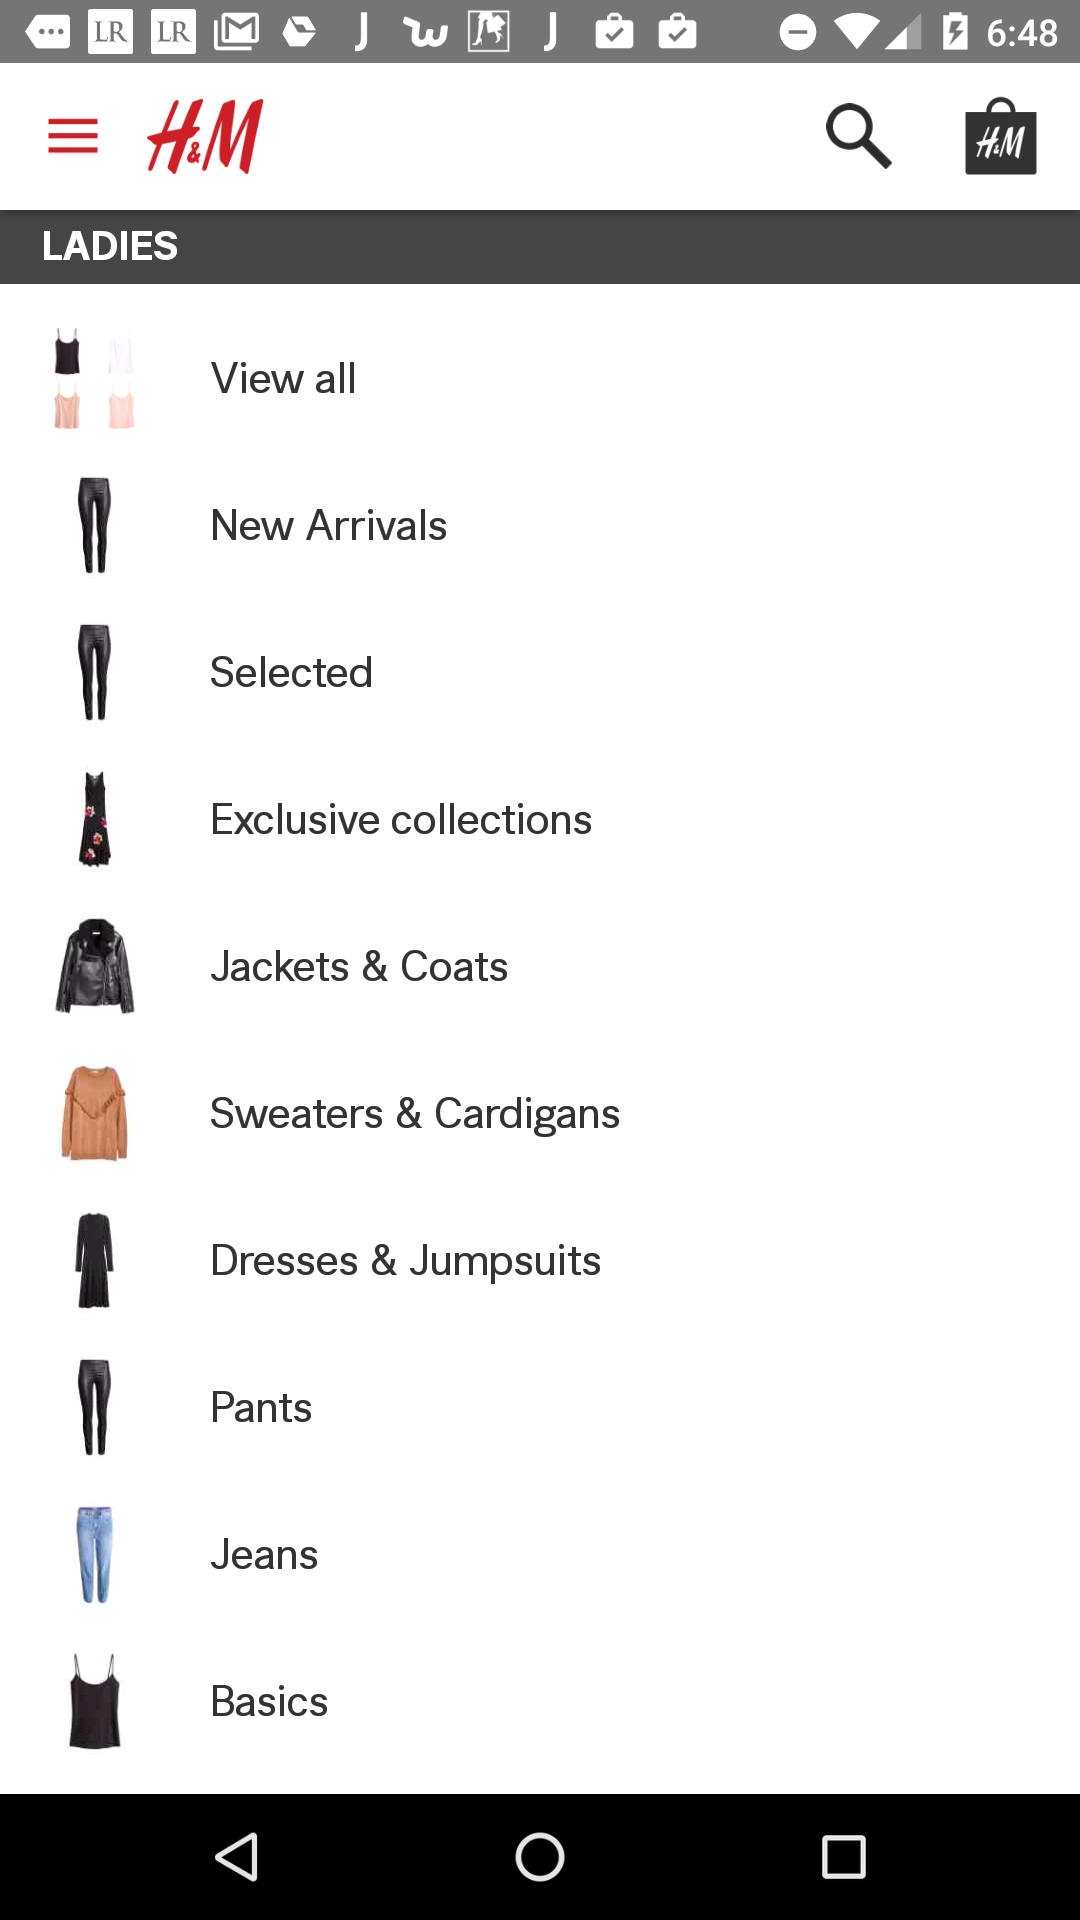 LR LR J J 6:48
H&M H&M
LADIES
View all
New Arrivals
Selected
Exclusive collections
Jackets & Coats
Sweaters & Cardigans
Dresses & Jumpsuits
Pants
Jeans
Basics